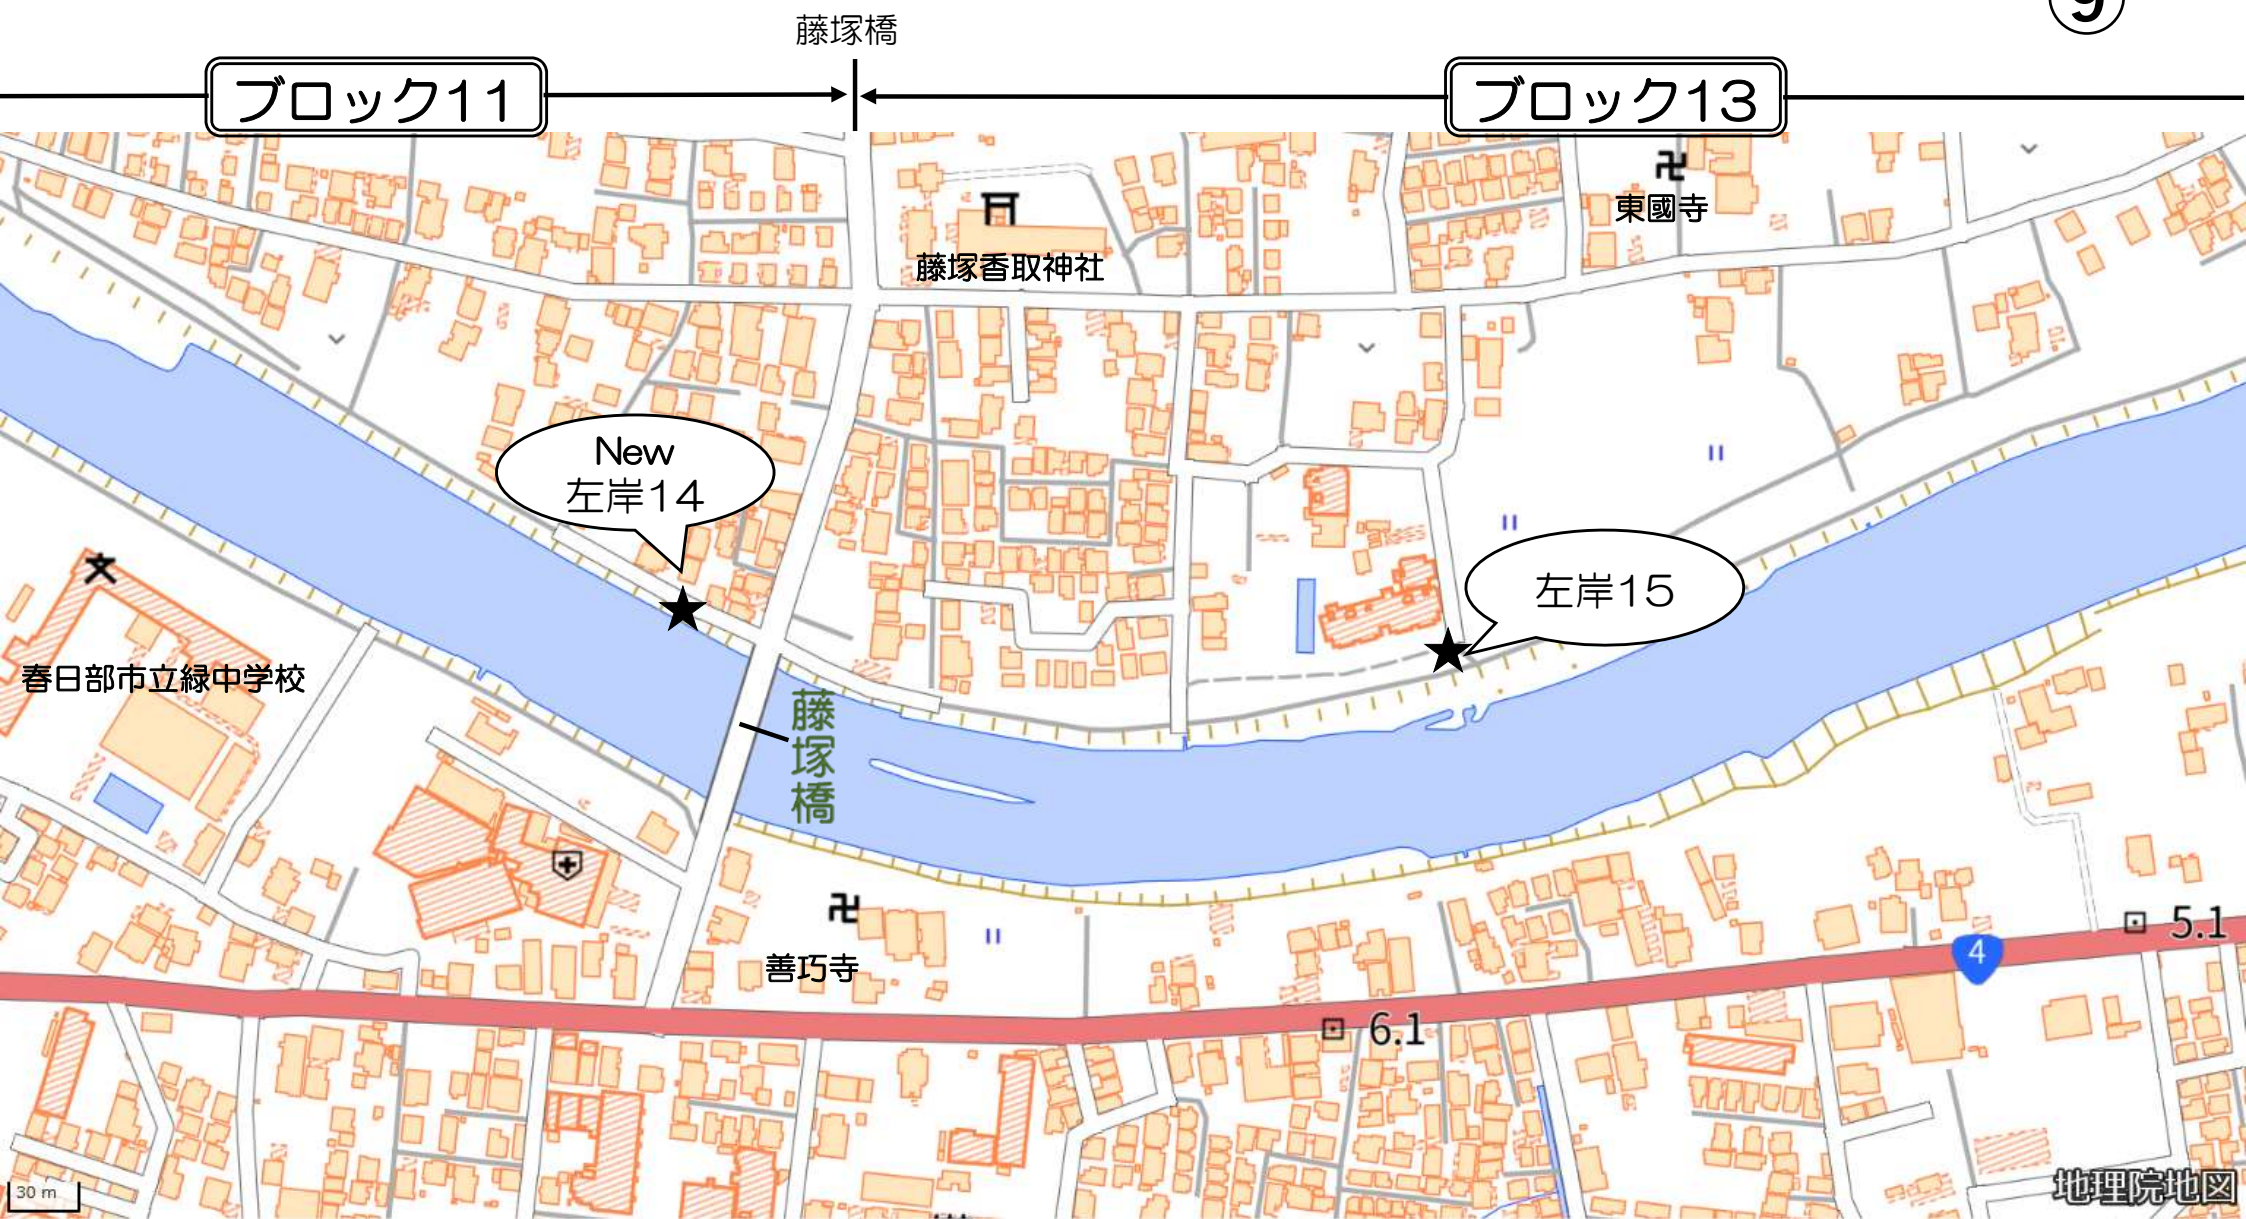 ⑨
藤塚橋
ブロック11
ブロック13
東國寺
藤塚香取神社
New
左岸14
左岸15
春日部市立緑中学校
藤塚橋
善巧寺
4
5.1
6.1
30 m
地理院地図